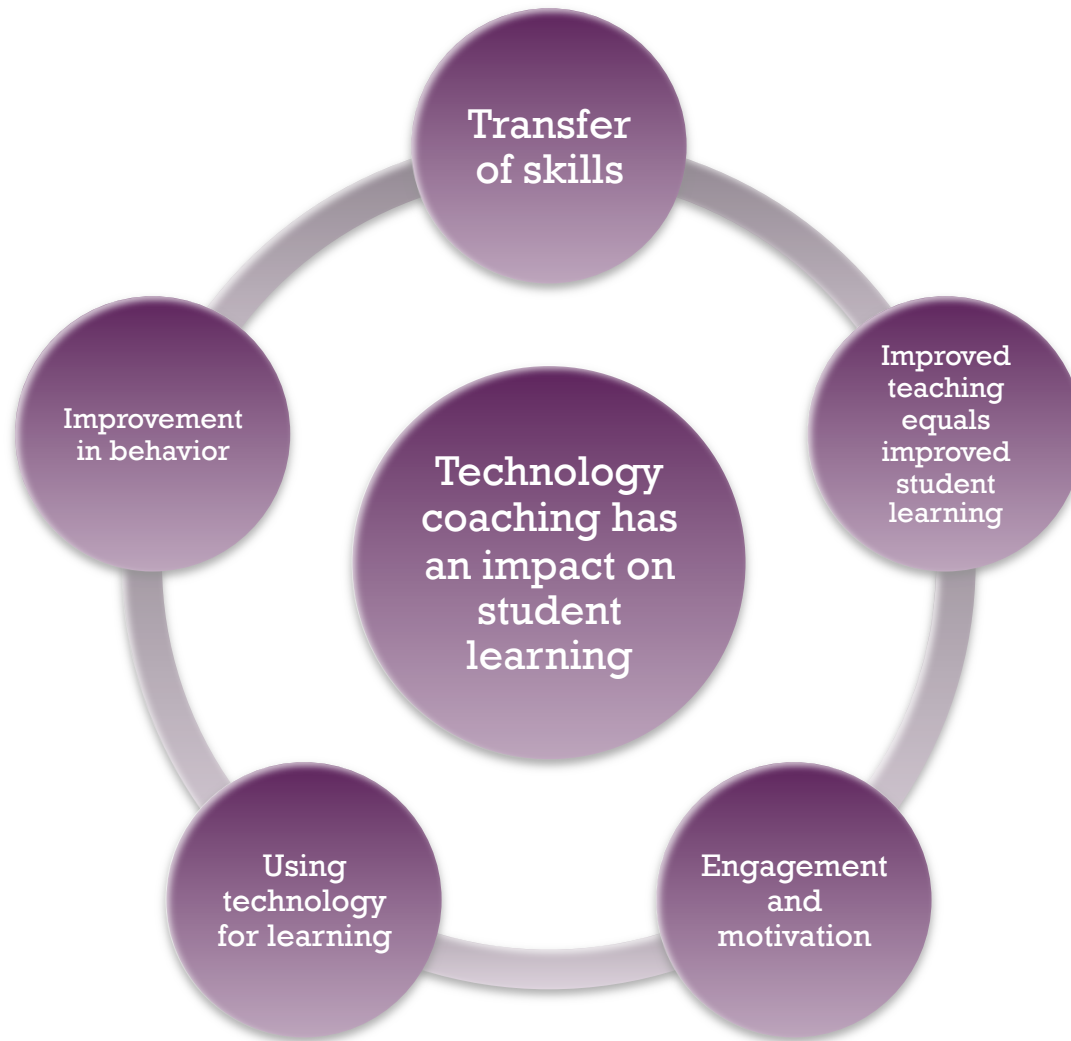 Transfer
of skills
Improved
teaching
equals
improved
student
learning
Engagement
and
motivation
Using
technology
for learning
Improvement
in behavior
Technology
coaching has
an impact on
student
learning